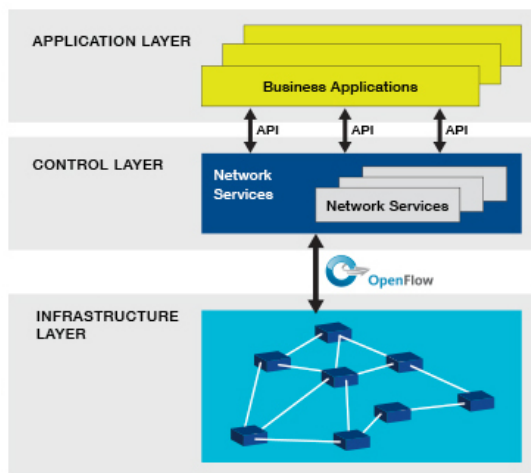 APPLICATION LAYER
Business Applications
API
API
API
CONTROL LAYER
Network
Services
Network Services
OpenFlow
INFRASTRUCTURE
LAYER